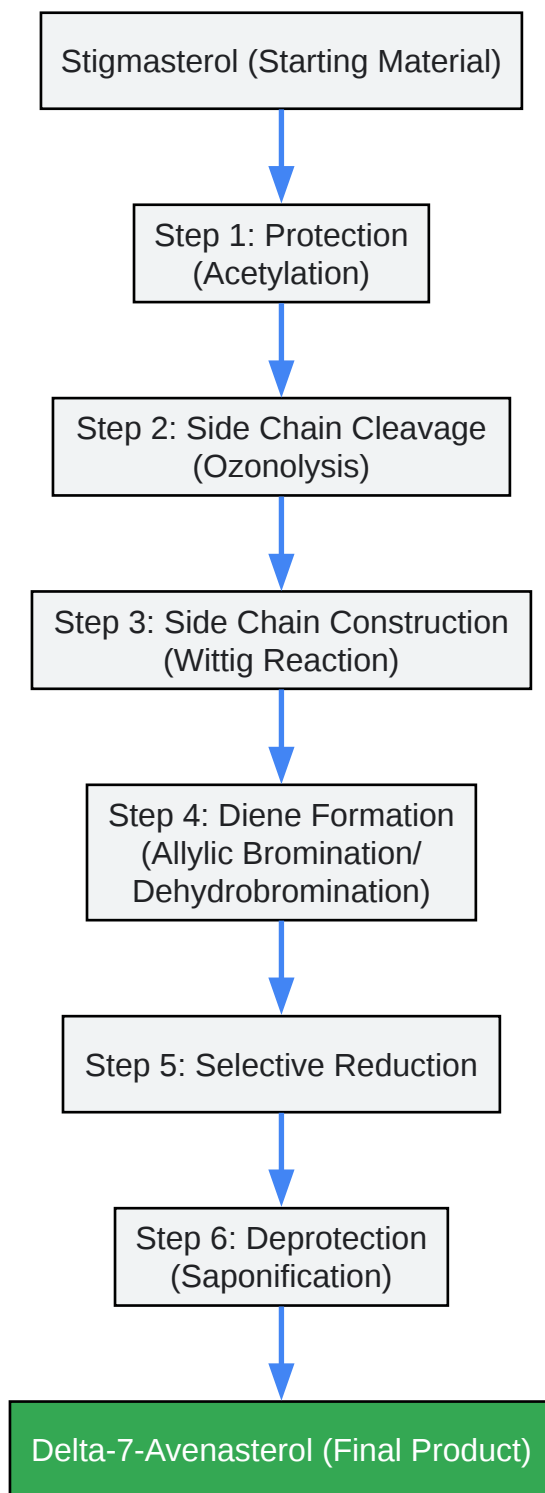 Stigmasterol (Starting Material)
Step 1: Protection
(Acetylation)
Step 2: Side Chain Cleavage
(Ozonolysis)
Step 3: Side Chain Construction
(Wittig Reaction)
Step 4: Diene Formation
(Allylic Bromination/
Dehydrobromination)
Step 5: Selective Reduction
Step 6: Deprotection
(Saponification)
Delta-7-Avenasterol (Final Product)